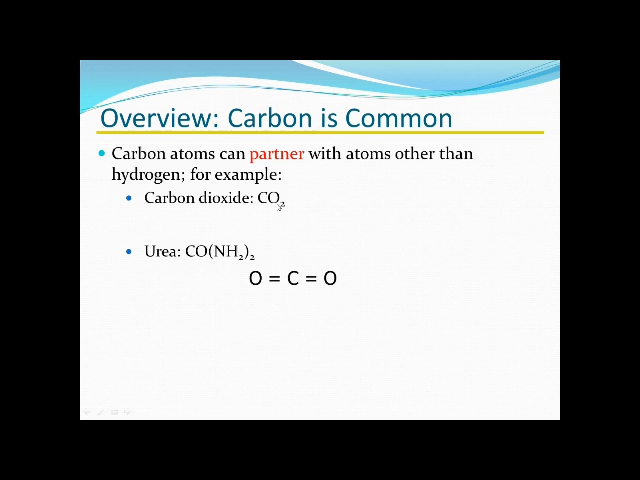 Overview: Carbon is Common
• Carbon atoms can partner with atoms other than
hydrogen; for example:
• Carbon dioxide: CO₂
• Urea: CO(NH₂)₂
O = C = O